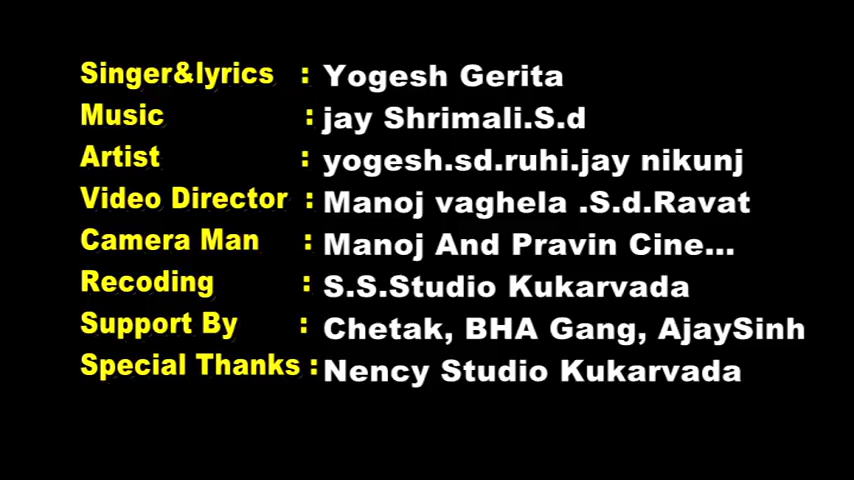 Singer&lyrics : Yogesh Gerita
Music : jay Shrimali.S.d
Artist : yogesh.sd.ruhi.jay nikunj
Video Director : Manoj vaghela .S.d.Ravat
Camera Man : Manoj And Pravin Cine...
Recoding : S.S.Studio Kukarvada
Support By : Chetak, BHA Gang, AjaySinh
Special Thanks : Nency Studio Kukarvada